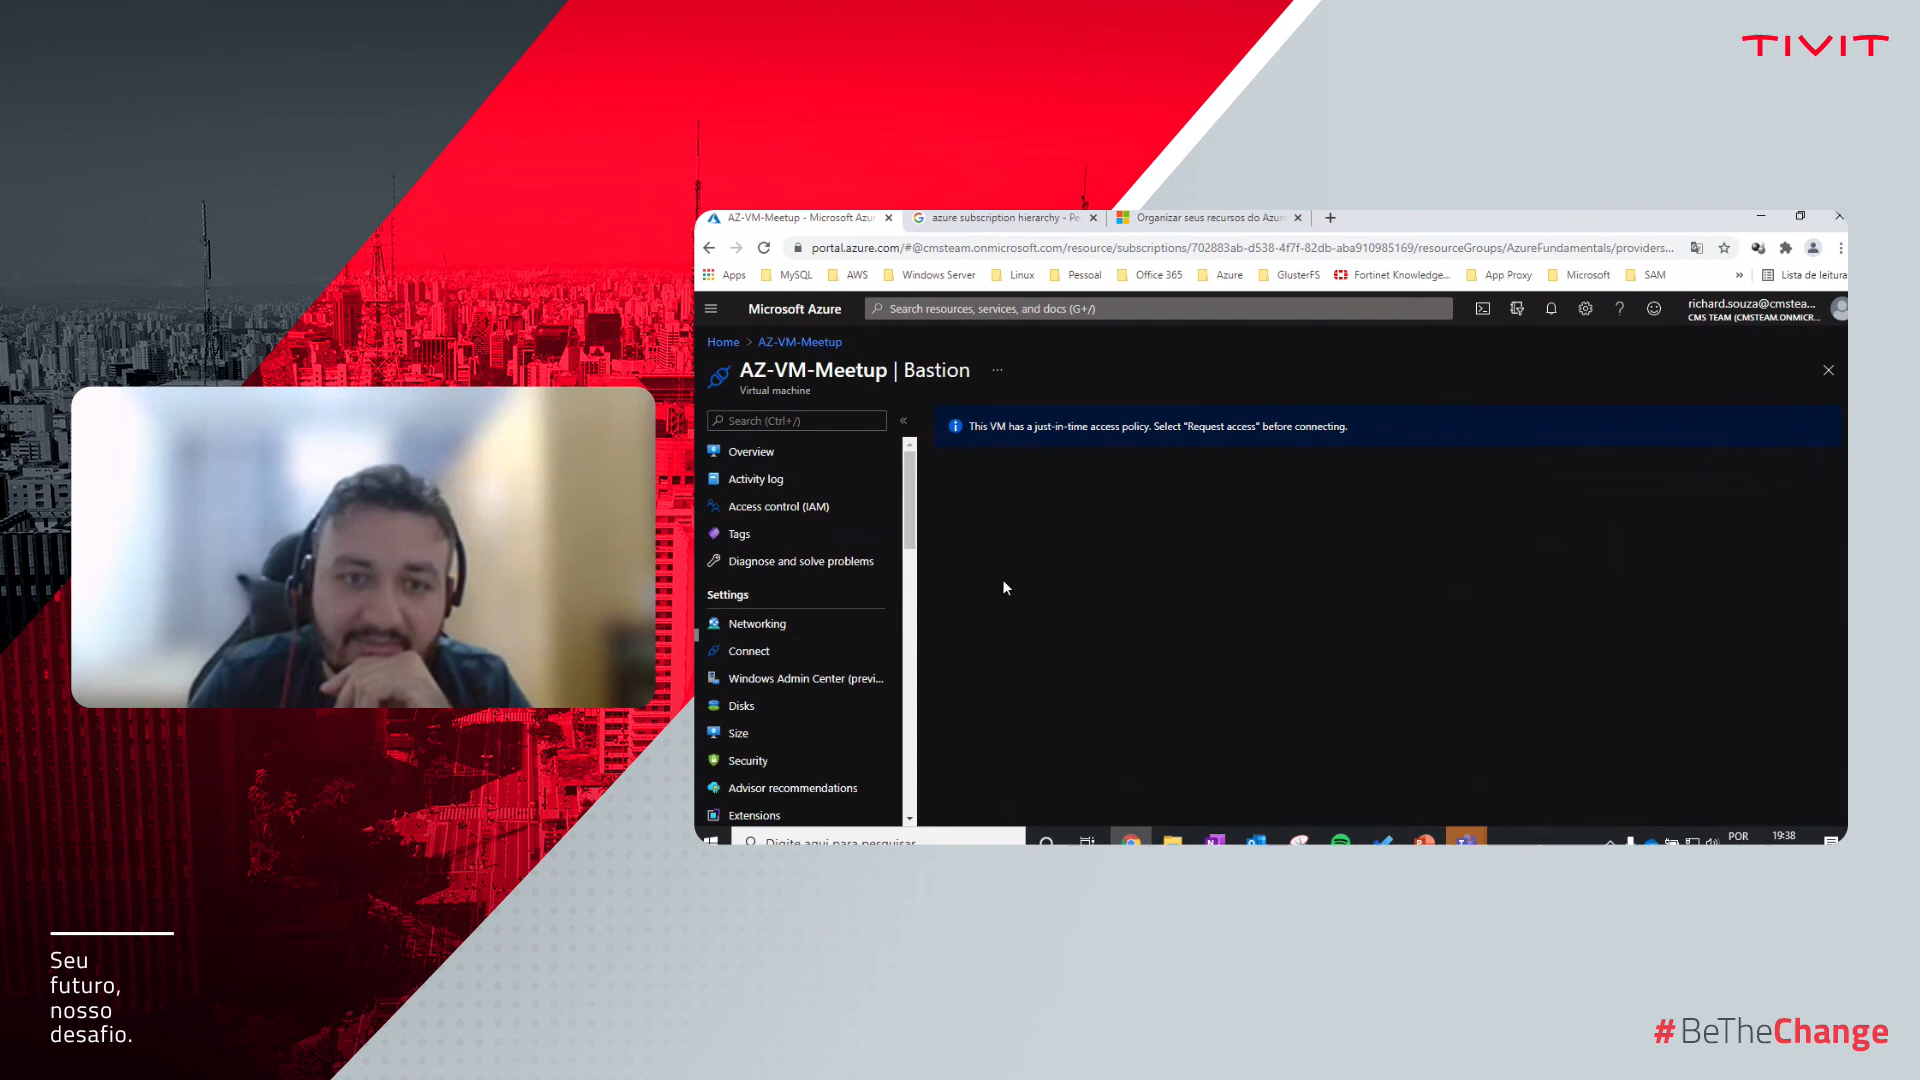 TIVIT
AZ-VM-Meetup - Microsoft Azur
azure subscription hierarchy - Pe
Organizar seus recursos do Azur
portal.azure.com/#@cmsteam.onmicrosoft.com/resource/subscriptions/702883ab-d538-4f7f-82db-aba910985169/resourceGroups/AzureFundamentals/providers...
Apps MySQL AWS Windows Server Linux Pessoal Office 365 Azure GlusterFS Fortinet Knowledge... App Proxy Microsoft SAM » Lista de leitura
Microsoft Azure
Search resources, services, and docs (G+/)
richard.souza@cmstea...
CMS TEAM (CMSTEAM.ONMICR...
Home > AZ-VM-Meetup
AZ-VM-Meetup | Bastion ...
Virtual machine
Search (Ctrl+/)
«
This VM has a just-in-time access policy. Select "Request access" before connecting.
Overview
Activity log
Access control (IAM)
Tags
Diagnose and solve problems
Settings
Networking
Connect
Windows Admin Center (previ...
Disks
Size
Security
Advisor recommendations
Extensions
Digite aqui para pesquisar
POR
19:38
Seu
futuro,
nosso
desafio.
#BeTheChange